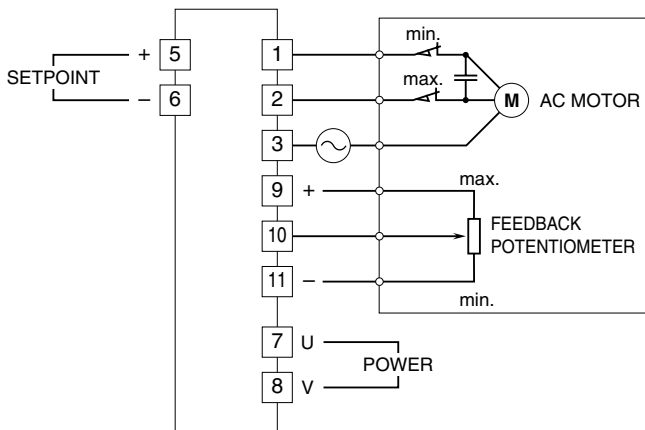 min.
+ 5 1
SETPOINT
max.
− 6 2 M AC MOTOR
3
9 + max.
10 FEEDBACK
POTENTIOMETER
11 −
min.
7 U
POWER
8 V